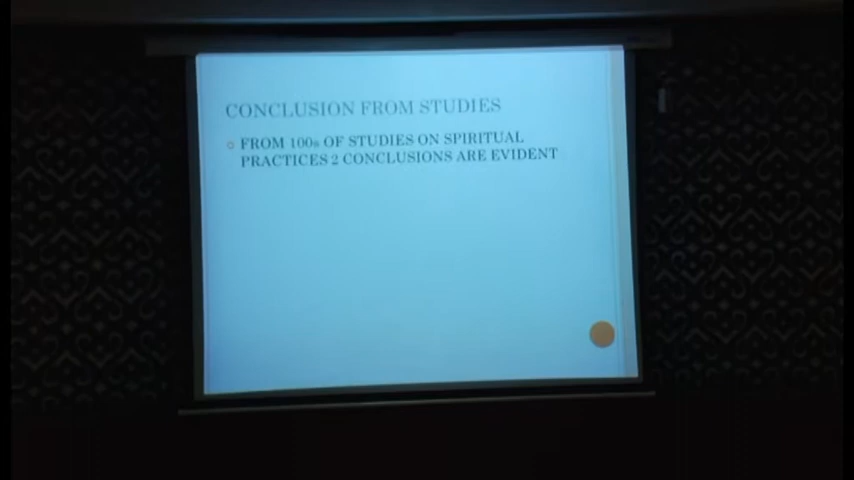 CONCLUSION FROM STUDIES
FROM 100s OF STUDIES ON SPIRITUAL
PRACTICES 2 CONCLUSIONS ARE EVIDENT